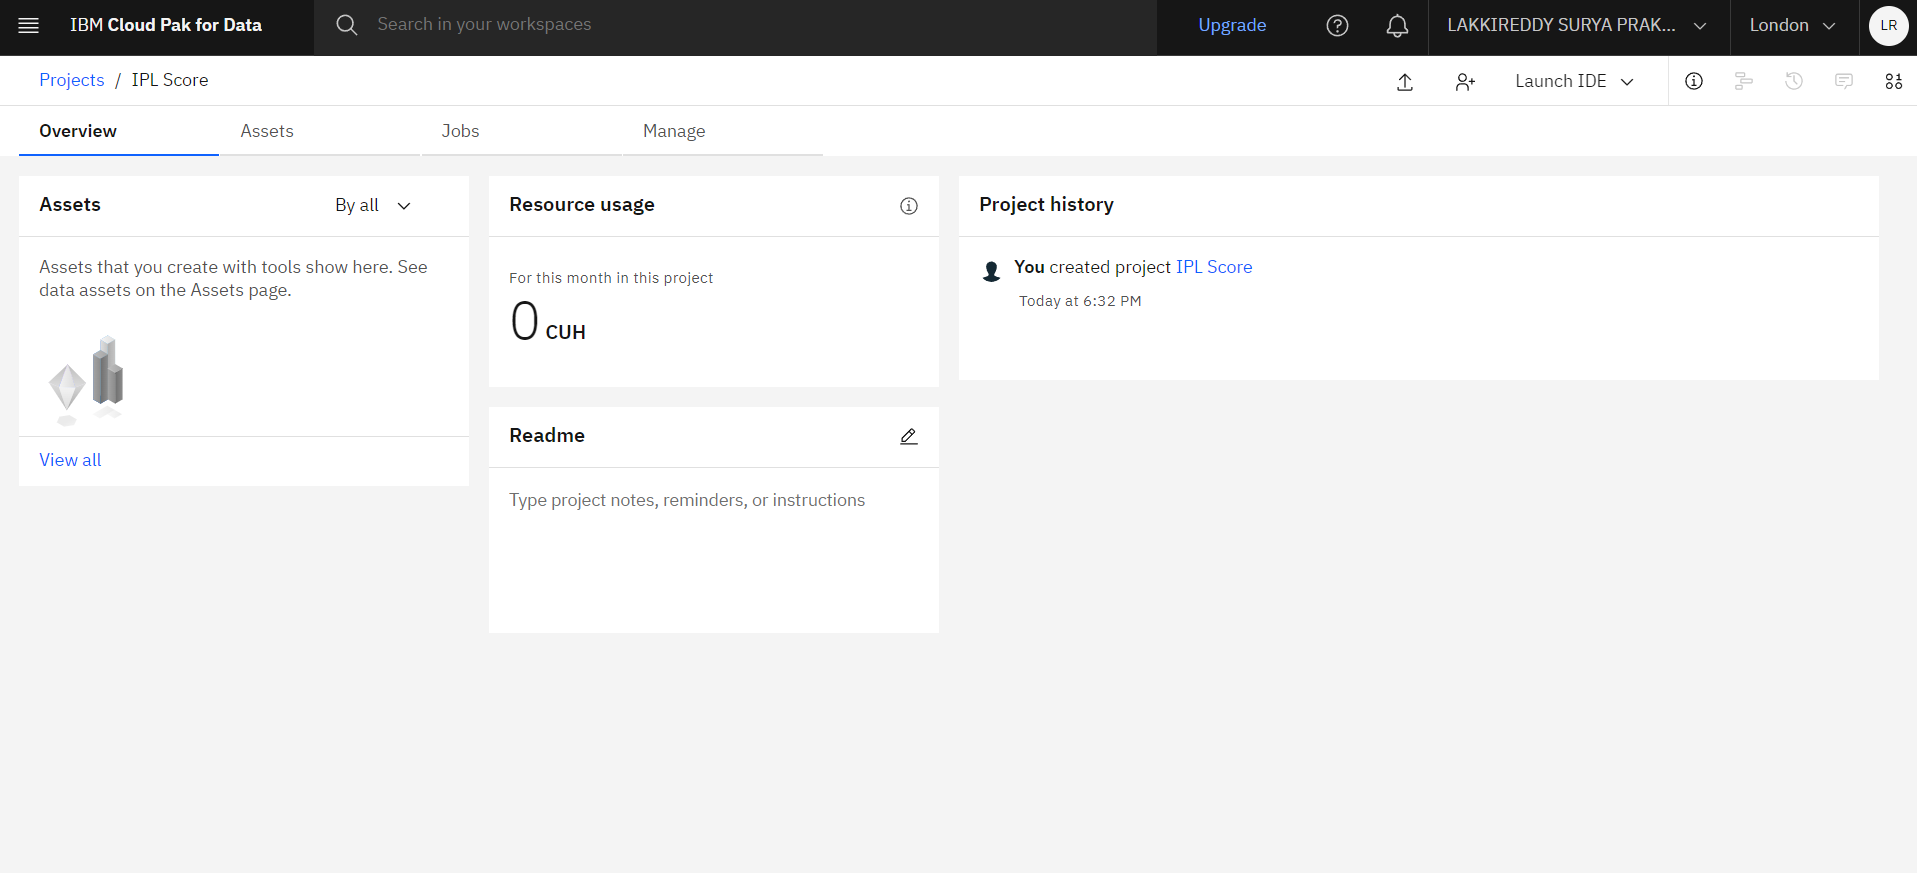 IBM Cloud Pak for Data
Search in your workspaces
Upgrade
LAKKIREDDY SURYA PRAK...
London
LR
Projects / IPL Score
Launch IDE
Overview
Assets
Jobs
Manage
Assets
By all
Assets that you create with tools show here. See
data assets on the Assets page.
View all
Resource usage
For this month in this project
0 CUH
Readme
Type project notes, reminders, or instructions
Project history
You created project IPL Score
Today at 6:32 PM